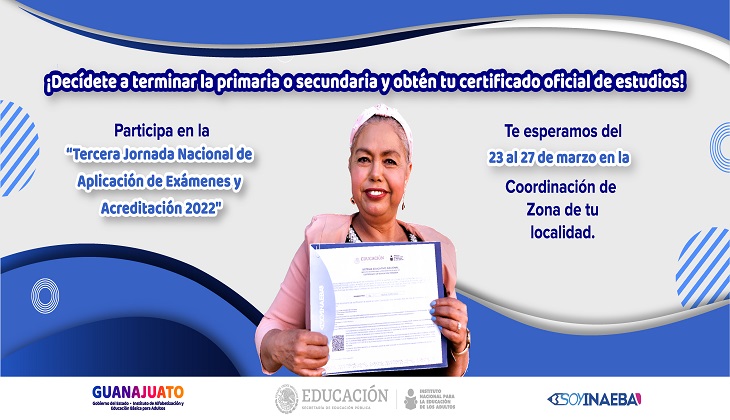 ¡Decídete a terminar la primaria o secundaria y obtén tu certificado oficial de estudios!
Participa en la
“Tercera Jornada Nacional de
Aplicación de Exámenes y
Acreditación 2022"
Te esperamos del
23 al 27 de marzo en la
Coordinación de
Zona de tu
localidad.
EDUCACIÓN
GUANAJUATO
Gobierno del Estado · Instituto de Alfabetización y
Educación Básica para Adultos
EDUCACIÓN
SECRETARÍA DE EDUCACIÓN PÚBLICA
INSTITUTO
NACIONAL PARA
LA EDUCACIÓN
DE LOS ADULTOS
SOYINAEBA